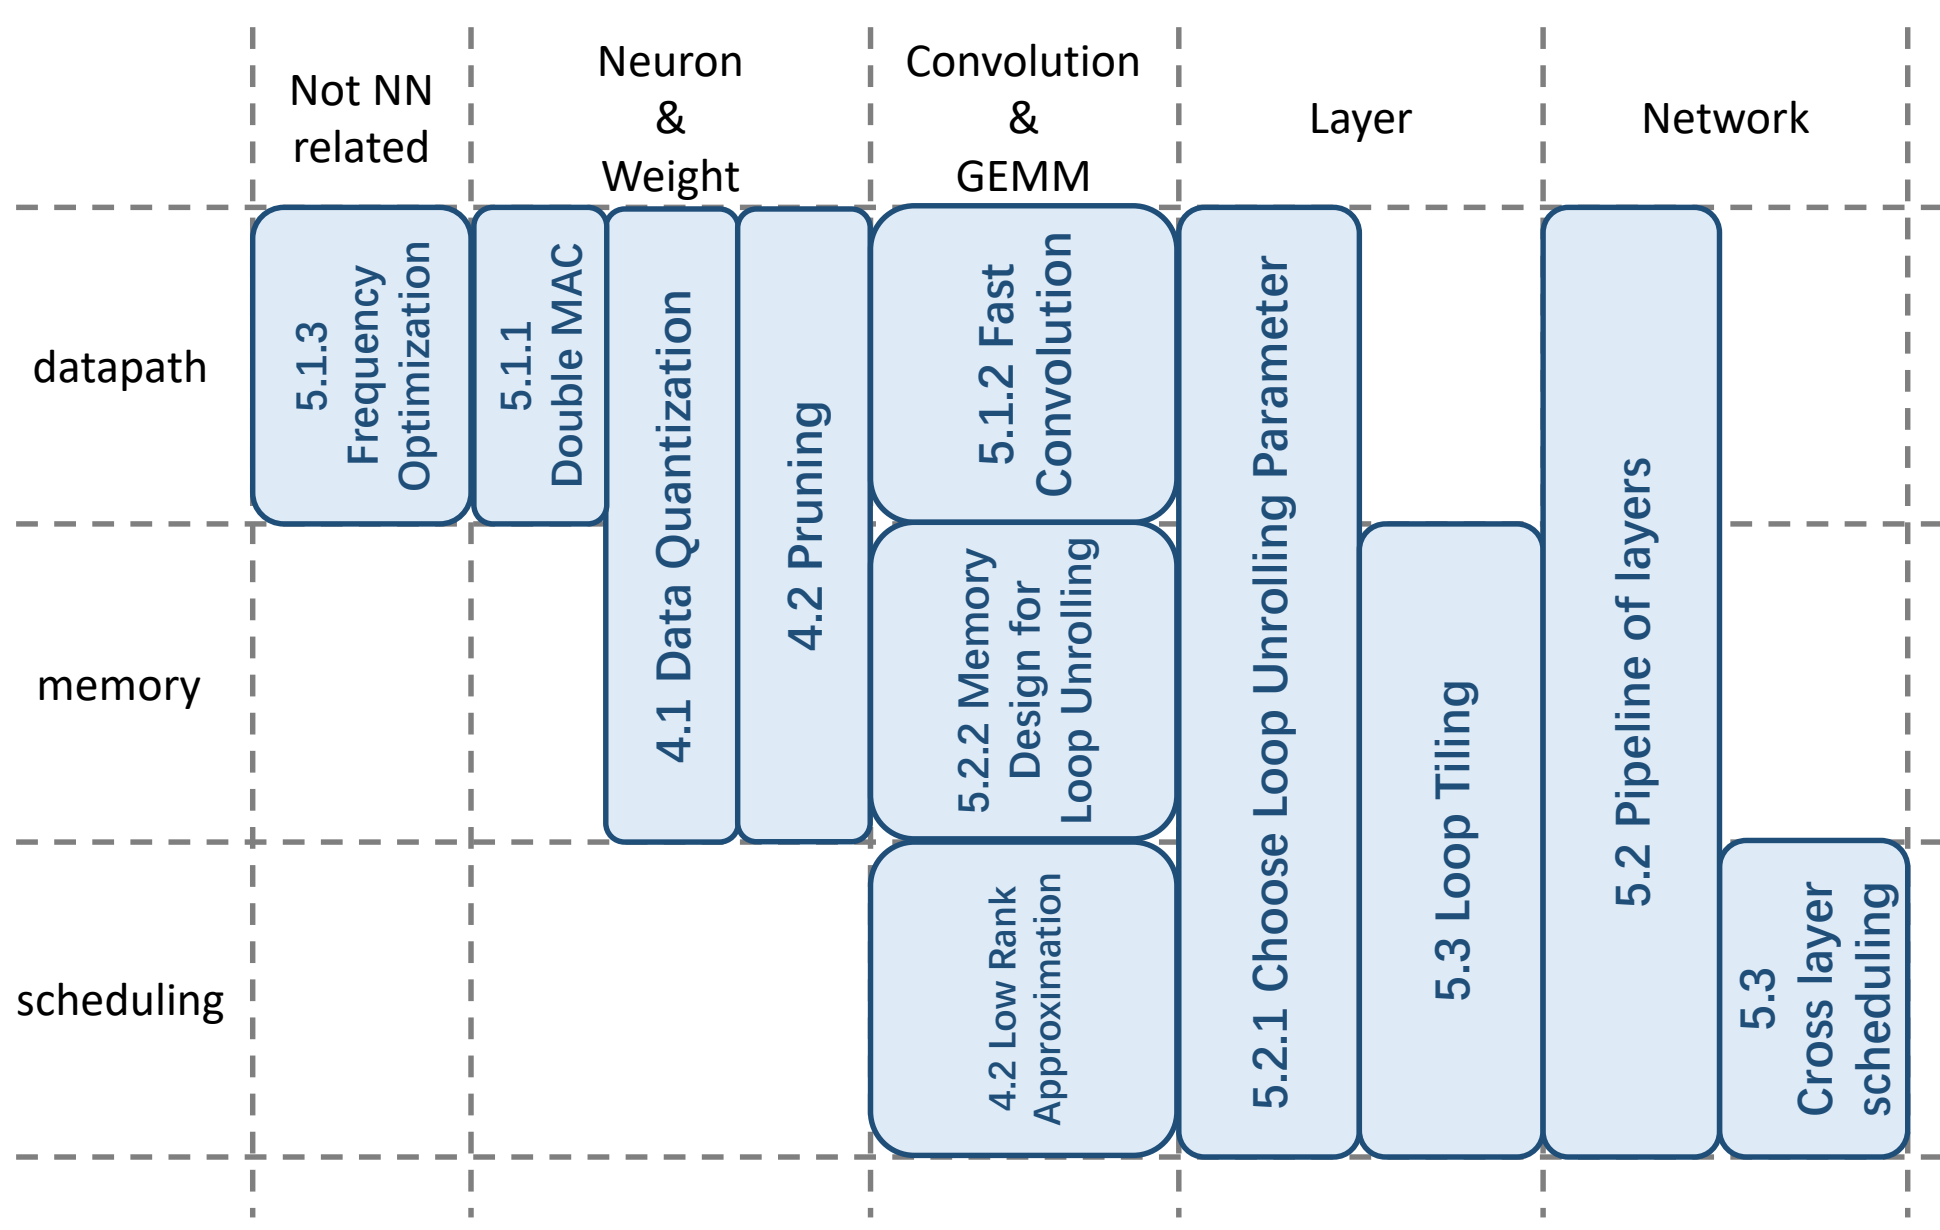 Not NN
related
Neuron
&
Weight
Convolution
&
GEMM
Layer
Network
datapath
memory
scheduling
5.1.3
Frequency
Optimization
5.1.1
Double MAC
4.1 Data Quantization
4.2 Pruning
5.1.2 Fast
Convolution
5.2.2 Memory
Design for
Loop Unrolling
4.2 Low Rank
Approximation
5.2.1 Choose Loop Unrolling Parameter
5.3 Loop Tiling
5.2 Pipeline of layers
5.3
Cross layer
scheduling